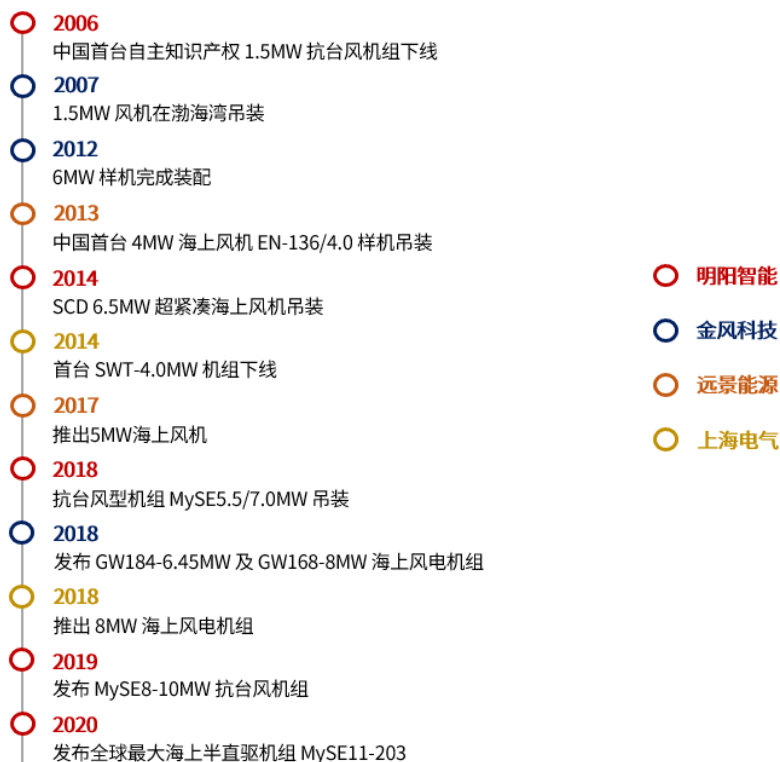 2006
中国首台自主知识产权 1.5MW 抗台风机组下线
2007
1.5MW 风机在渤海湾吊装
2012
6MW 样机完成装配
2013
中国首台 4MW 海上风机 EN-136/4.0 样机吊装
2014
SCD 6.5MW 超紧凑海上风机吊装
2014
首台 SWT-4.0MW 机组下线
2017
推出5MW海上风机
2018
抗台风型机组 MySE5.5/7.0MW 吊装
2018
发布 GW184-6.45MW 及 GW168-8MW 海上风电机组
2018
推出 8MW 海上风电机组
2019
发布 MySE8-10MW 抗台风机组
2020
发布全球最大海上半直驱机组 MySE11-203
明阳智能
金风科技
远景能源
上海电气